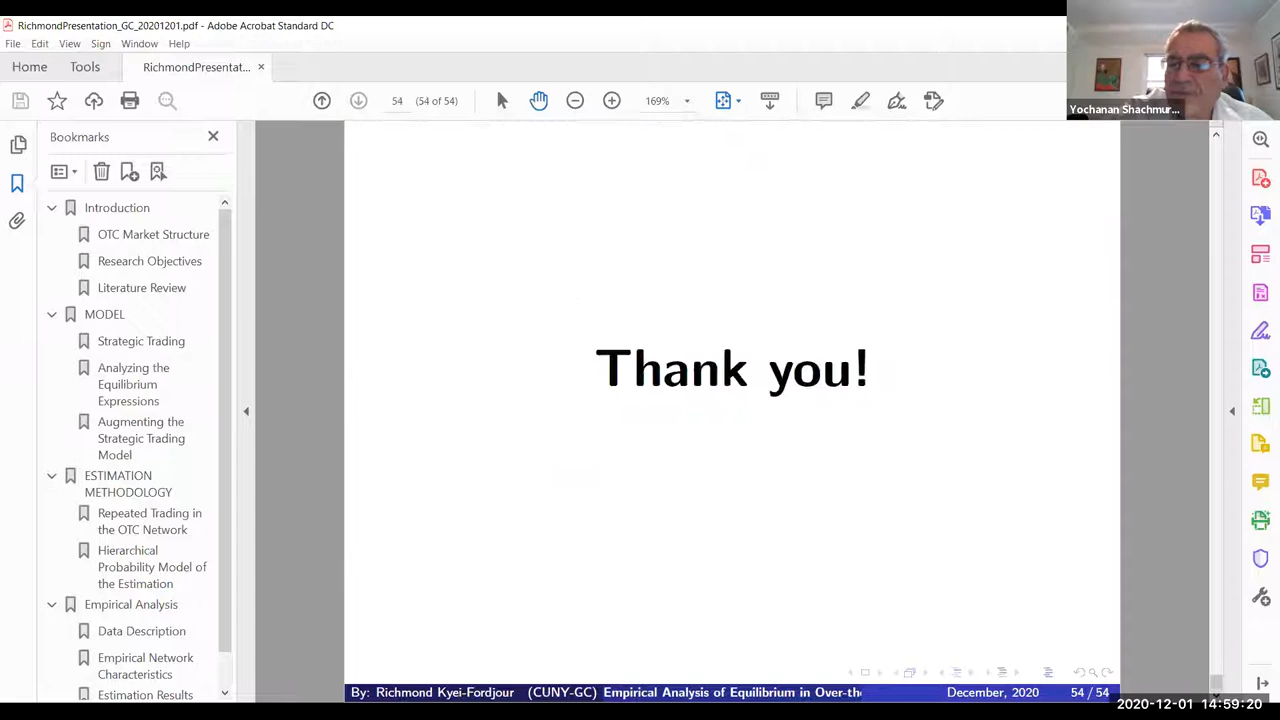 RichmondPresentation_GC_20201201.pdf - Adobe Acrobat Standard DC
File Edit View Sign Window Help
Home Tools RichmondPresentat...
54 (54 of 54) 169%
Yochanan Shachmur...
Bookmarks
Introduction
OTC Market Structure
Research Objectives
Literature Review
MODEL
Strategic Trading
Analyzing the
Equilibrium
Expressions
Augmenting the
Strategic Trading
Model
ESTIMATION
METHODOLOGY
Repeated Trading in
the OTC Network
Hierarchical
Probability Model of
the Estimation
Empirical Analysis
Data Description
Empirical Network
Characteristics
Estimation Results
Thank you!
By: Richmond Kyei-Fordjour (CUNY-GC) Empirical Analysis of Equilibrium in Over-the December, 2020 54 / 54
2020-12-01 14:59:20